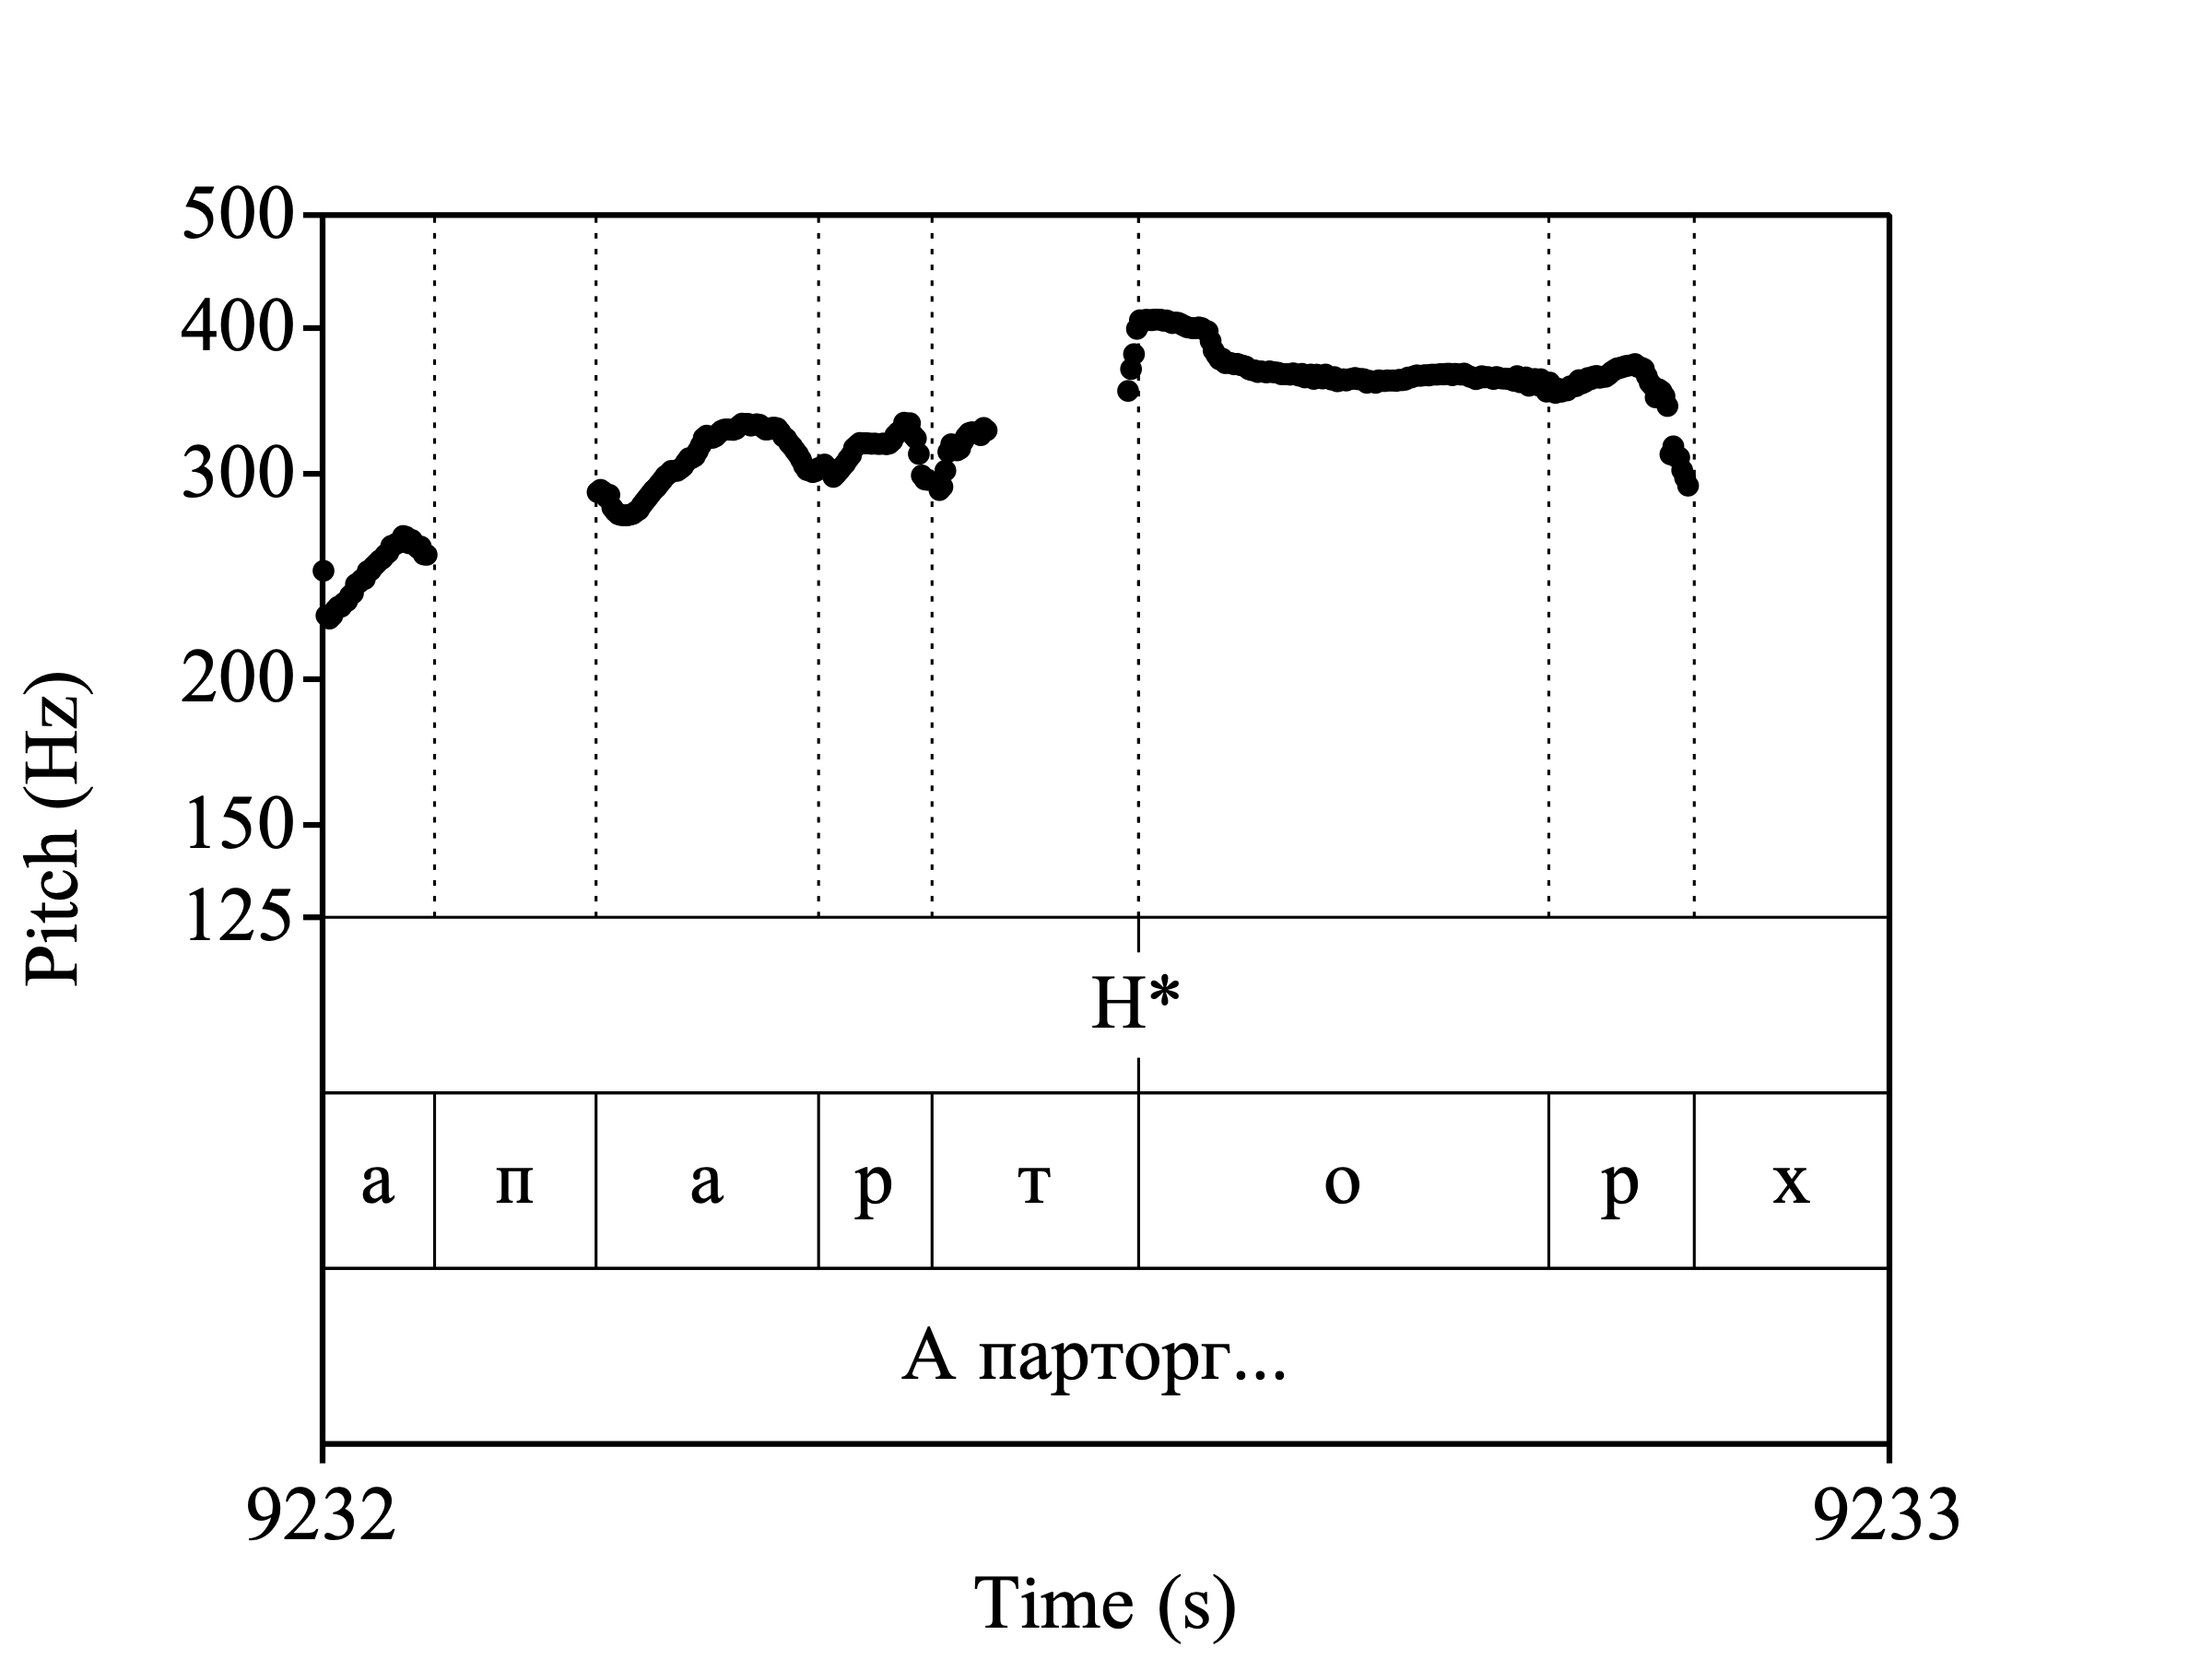 500
400
300
200
150
125
Pitch (Hz)
H*
а п а р т о р х
А парторг...
9232 9233
Time (s)